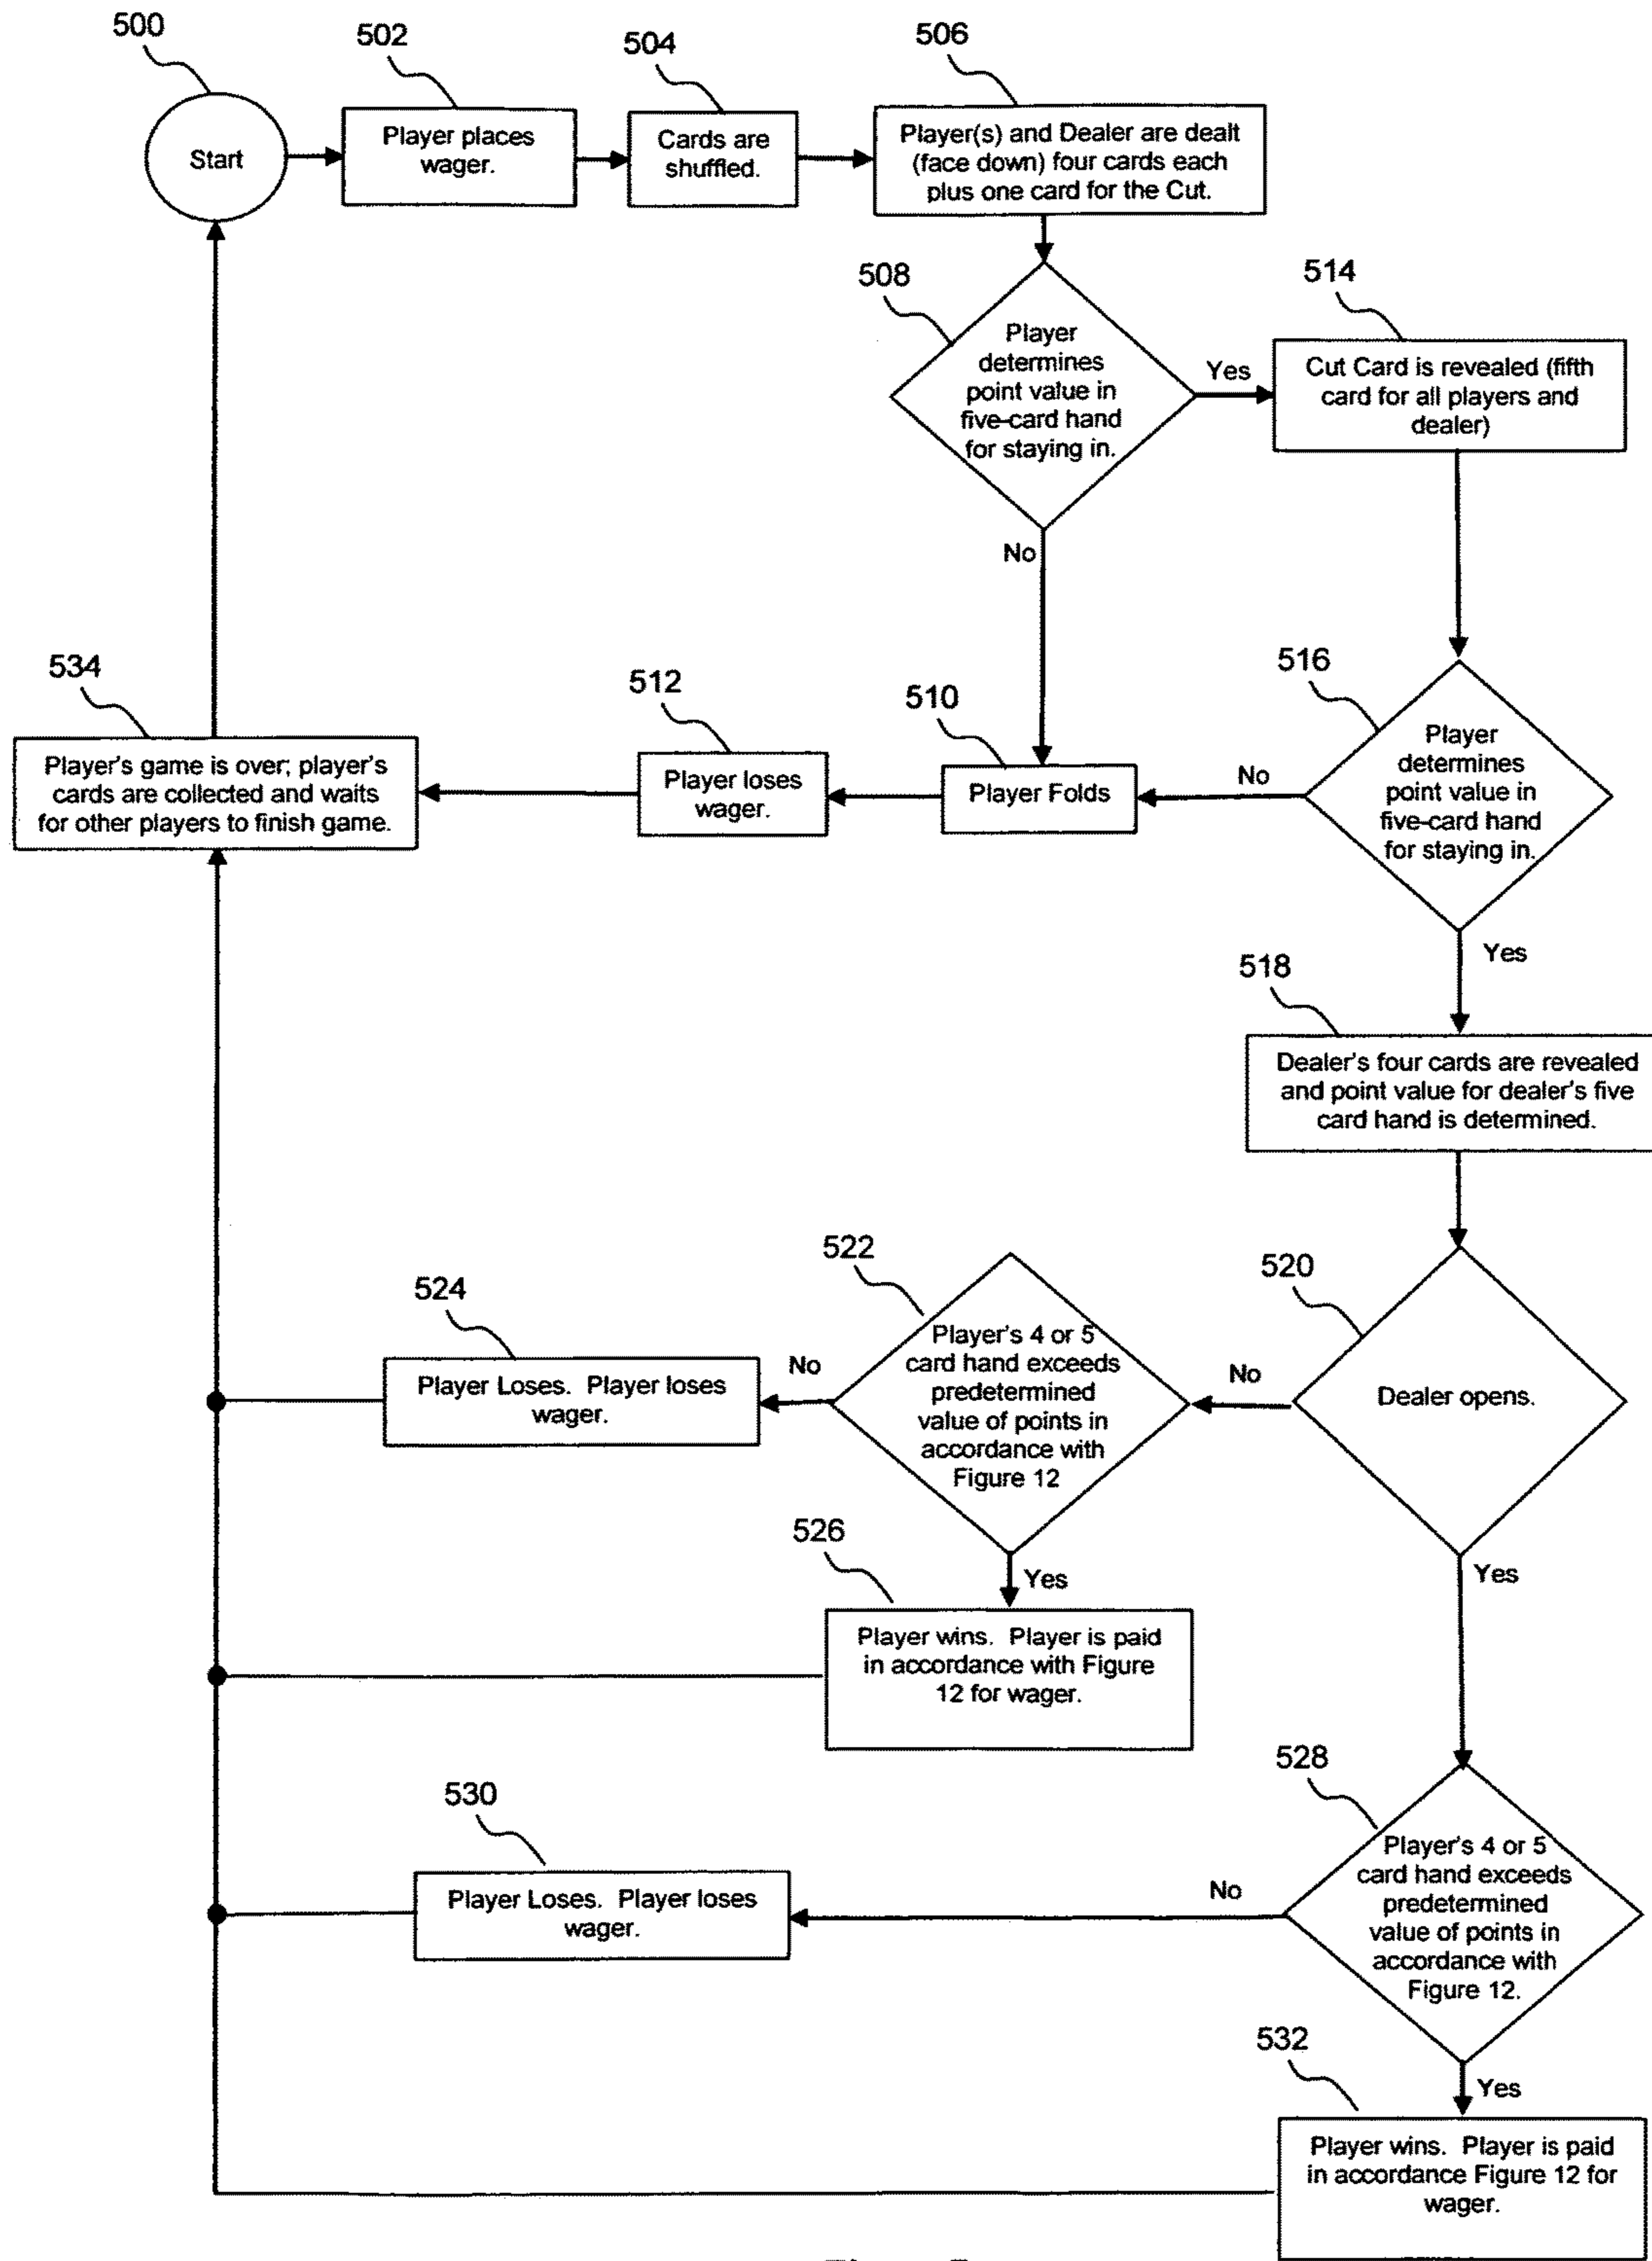 500
502
504
506
Start
Player places
wager.
Cards are
shuffled.
Player(s) and Dealer are dealt
(face down) four cards each
plus one card for the Cut.
508
Player
determines
point value in
five-card hand
for staying in.
Yes
No
514
Cut Card is revealed (fifth
card for all players and
dealer)
516
Player
determines
point value in
five-card hand
for staying in.
No
Yes
510
Player Folds
512
Player loses
wager.
534
Player's game is over; player's
cards are collected and waits
for other players to finish game.
518
Dealer's four cards are revealed
and point value for dealer's five
card hand is determined.
520
Dealer opens.
No
Yes
522
Player's 4 or 5
card hand exceeds
predetermined
value of points in
accordance with
Figure 12
No
Yes
524
Player Loses. Player loses
wager.
526
Player wins. Player is paid
in accordance with Figure
12 for wager.
528
Player's 4 or 5
card hand exceeds
predetermined
value of points in
accordance with
Figure 12.
No
Yes
530
Player Loses. Player loses
wager.
532
Player wins. Player is paid
in accordance Figure 12 for
wager.